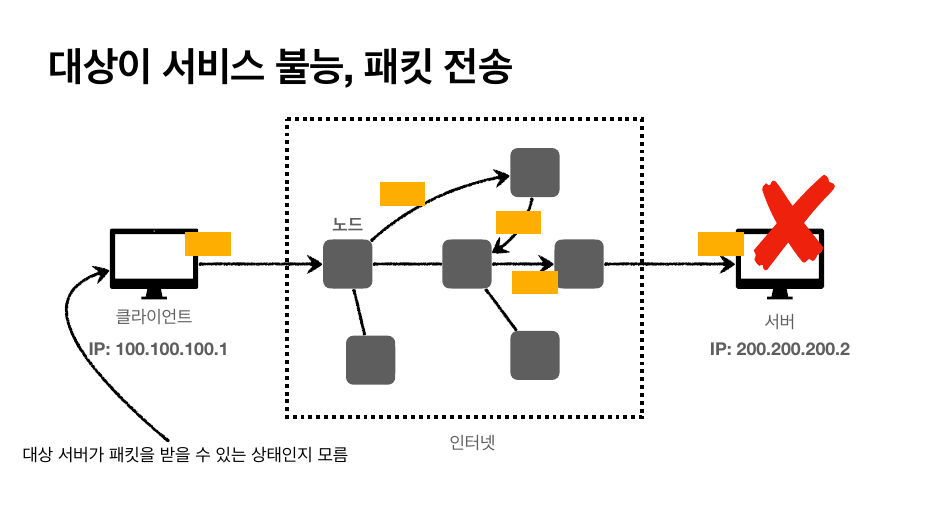 대상이 서비스 불능, 패킷 전송
노드
클라이언트
IP: 100.100.100.1
서버
IP: 200.200.200.2
인터넷
대상 서버가 패킷을 받을 수 있는 상태인지 모름